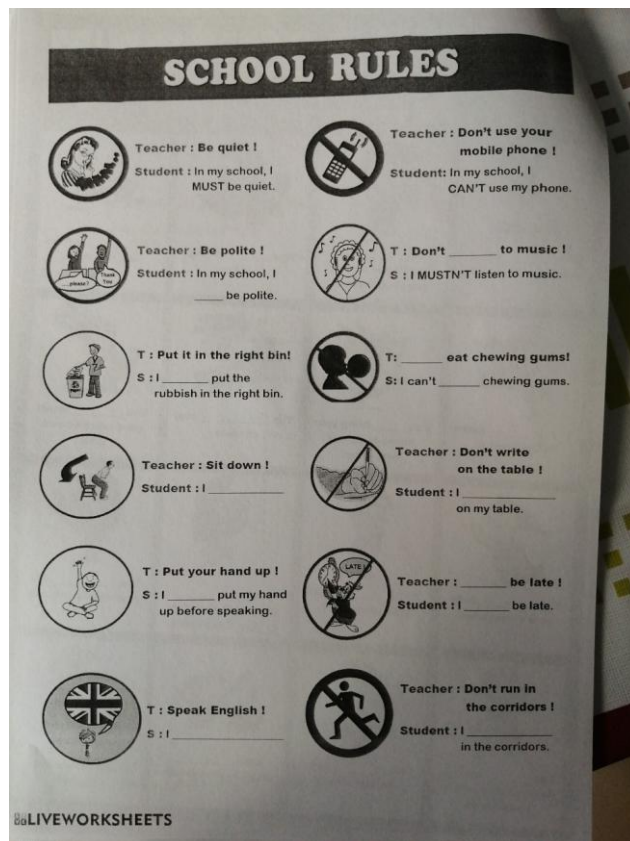 SCHOOL RULES
Teacher : Be quiet !
Student : In my school, I
MUST be quiet.
Teacher : Don't use your
mobile phone !
Student: In my school, I
CAN'T use my phone.
....please ?
Thank
You
Teacher : Be polite !
Student : In my school, I
____ be polite.
T : Don't _______ to music !
S : I MUSTN'T listen to music.
T : Put it in the right bin!
S : I _______ put the
rubbish in the right bin.
T: ______ eat chewing gums!
S: I can't ______ chewing gums.
Teacher : Sit down !
Student : I ____________
Teacher : Don't write
on the table !
Student : I ______________
on my table.
T : Put your hand up !
S : I _______ put my hand
up before speaking.
LATE !
Teacher : _______ be late !
Student : I _______ be late.
T : Speak English !
S : I _________________
Teacher : Don't run in
the corridors !
Student : I _____________
in the corridors.
LIVEWORKSHEETS